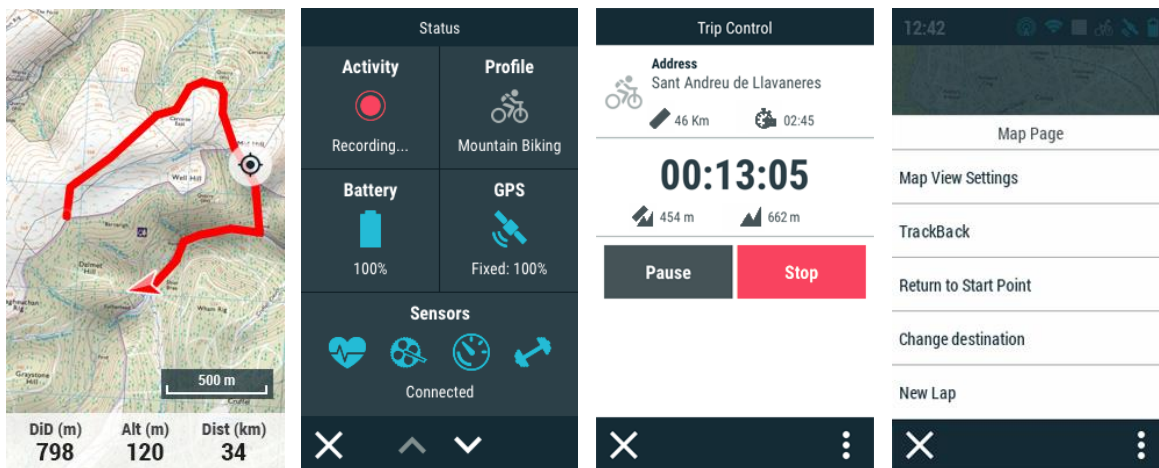 Well Hill
500 m
DiD (m)
Alt (m)
Dist (km)
798
120
34
Status
Activity
Profile
Recording...
Mountain Biking
Battery
GPS
100%
Fixed: 100%
Sensors
Connected
Trip Control
Address
Sant Andreu de Llavaneres
46 Km
02:45
00:13:05
454 m
662 m
Pause
Stop
12:42
Map Page
Map View Settings
TrackBack
Return to Start Point
Change destination
New Lap